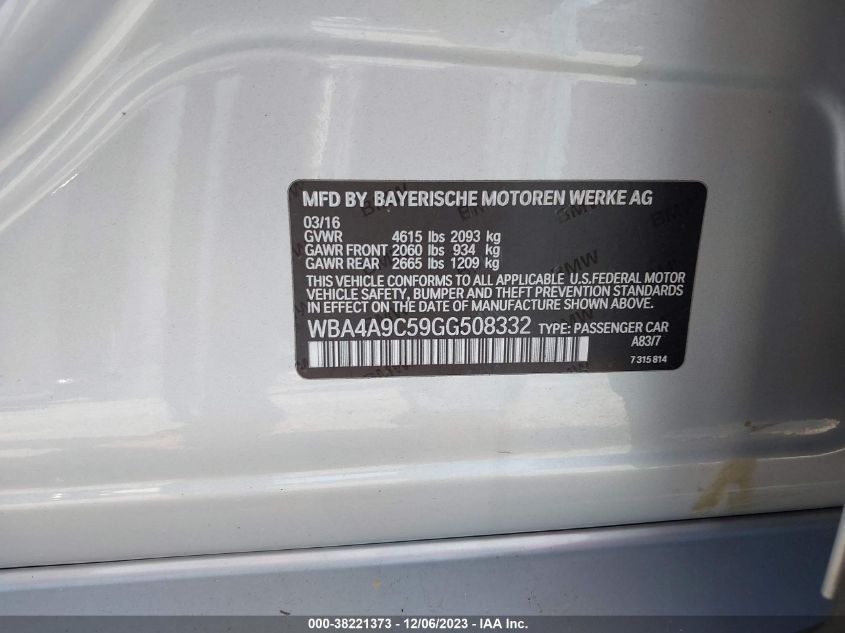 MFD BY BAYERISCHE MOTOREN WERKE AG
03/16
GVWR 4615 lbs 2093 kg
GAWR FRONT 2060 lbs 934 kg
GAWR REAR 2665 lbs 1209 kg
THIS VEHICLE CONFORMS TO ALL APPLICABLE U.S.FEDERAL MOTOR
VEHICLE SAFETY, BUMPER AND THEFT PREVENTION STANDARDS
IN EFFECT ON THE DATE OF MANUFACTURE SHOWN ABOVE.
WBA4A9C59GG508332 TYPE: PASSENGER CAR
A83/7
7 315 814
000-38221373 - 12/06/2023 - IAA Inc.